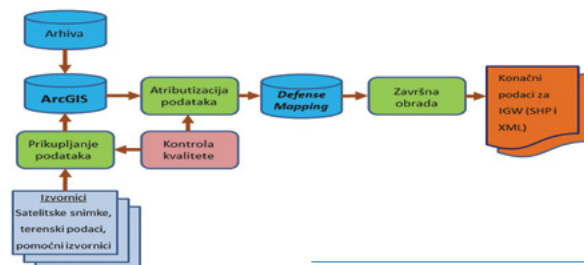 Arhiva
ArcGIS
Atributizacija
podataka
Defense
Mapping
Završna
obrada
Konačni
podaci za
IGW (SHP i
XML)
Prikupljanje
podataka
Kontrola
kvalitete
Izvornici
Satelitske snimke,
terenski podaci,
pomoćni izvornici